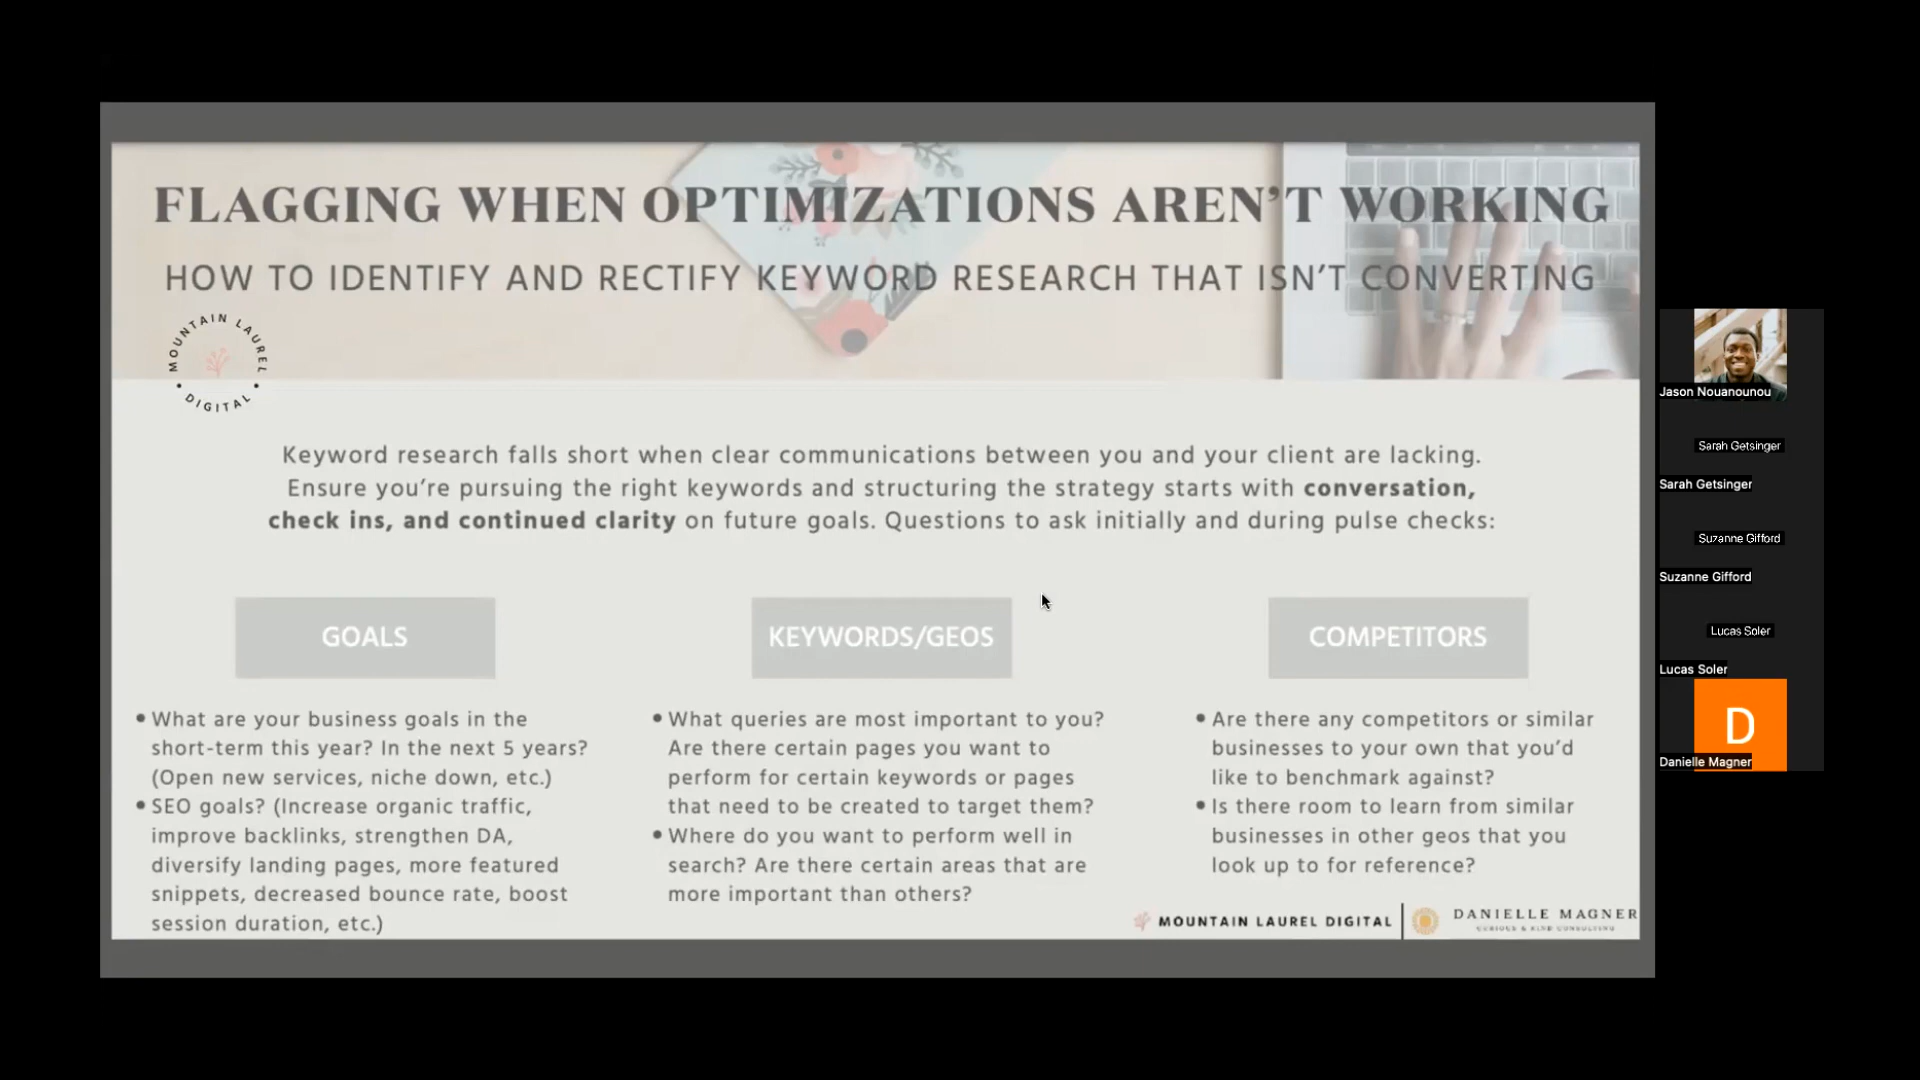 FLAGGING WHEN OPTIMIZATIONS AREN'T WORKING
HOW TO IDENTIFY AND RECTIFY KEYWORD RESEARCH THAT ISN'T CONVERTING
MOUNTAIN LAUREL
• DIGITAL •
Keyword research falls short when clear communications between you and your client are lacking.
Ensure you're pursuing the right keywords and structuring the strategy starts with conversation,
check ins, and continued clarity on future goals. Questions to ask initially and during pulse checks:
GOALS
• What are your business goals in the
short-term this year? In the next 5 years?
(Open new services, niche down, etc.)
• SEO goals? (Increase organic traffic,
improve backlinks, strengthen DA,
diversify landing pages, more featured
snippets, decreased bounce rate, boost
session duration, etc.)
KEYWORDS/GEOS
• What queries are most important to you?
Are there certain pages you want to
perform for certain keywords or pages
that need to be created to target them?
• Where do you want to perform well in
search? Are there certain areas that are
more important than others?
COMPETITORS
• Are there any competitors or similar
businesses to your own that you'd
like to benchmark against?
• Is there room to learn from similar
businesses in other geos that you
look up to for reference?
MOUNTAIN LAUREL DIGITAL
DANIELLE MAGNER
CURIOUS & KIND CONSULTING
Jason Nouanounou
Sarah Getsinger
Sarah Getsinger
Suzanne Gifford
Suzanne Gifford
Lucas Soler
Lucas Soler
D
Danielle Magner